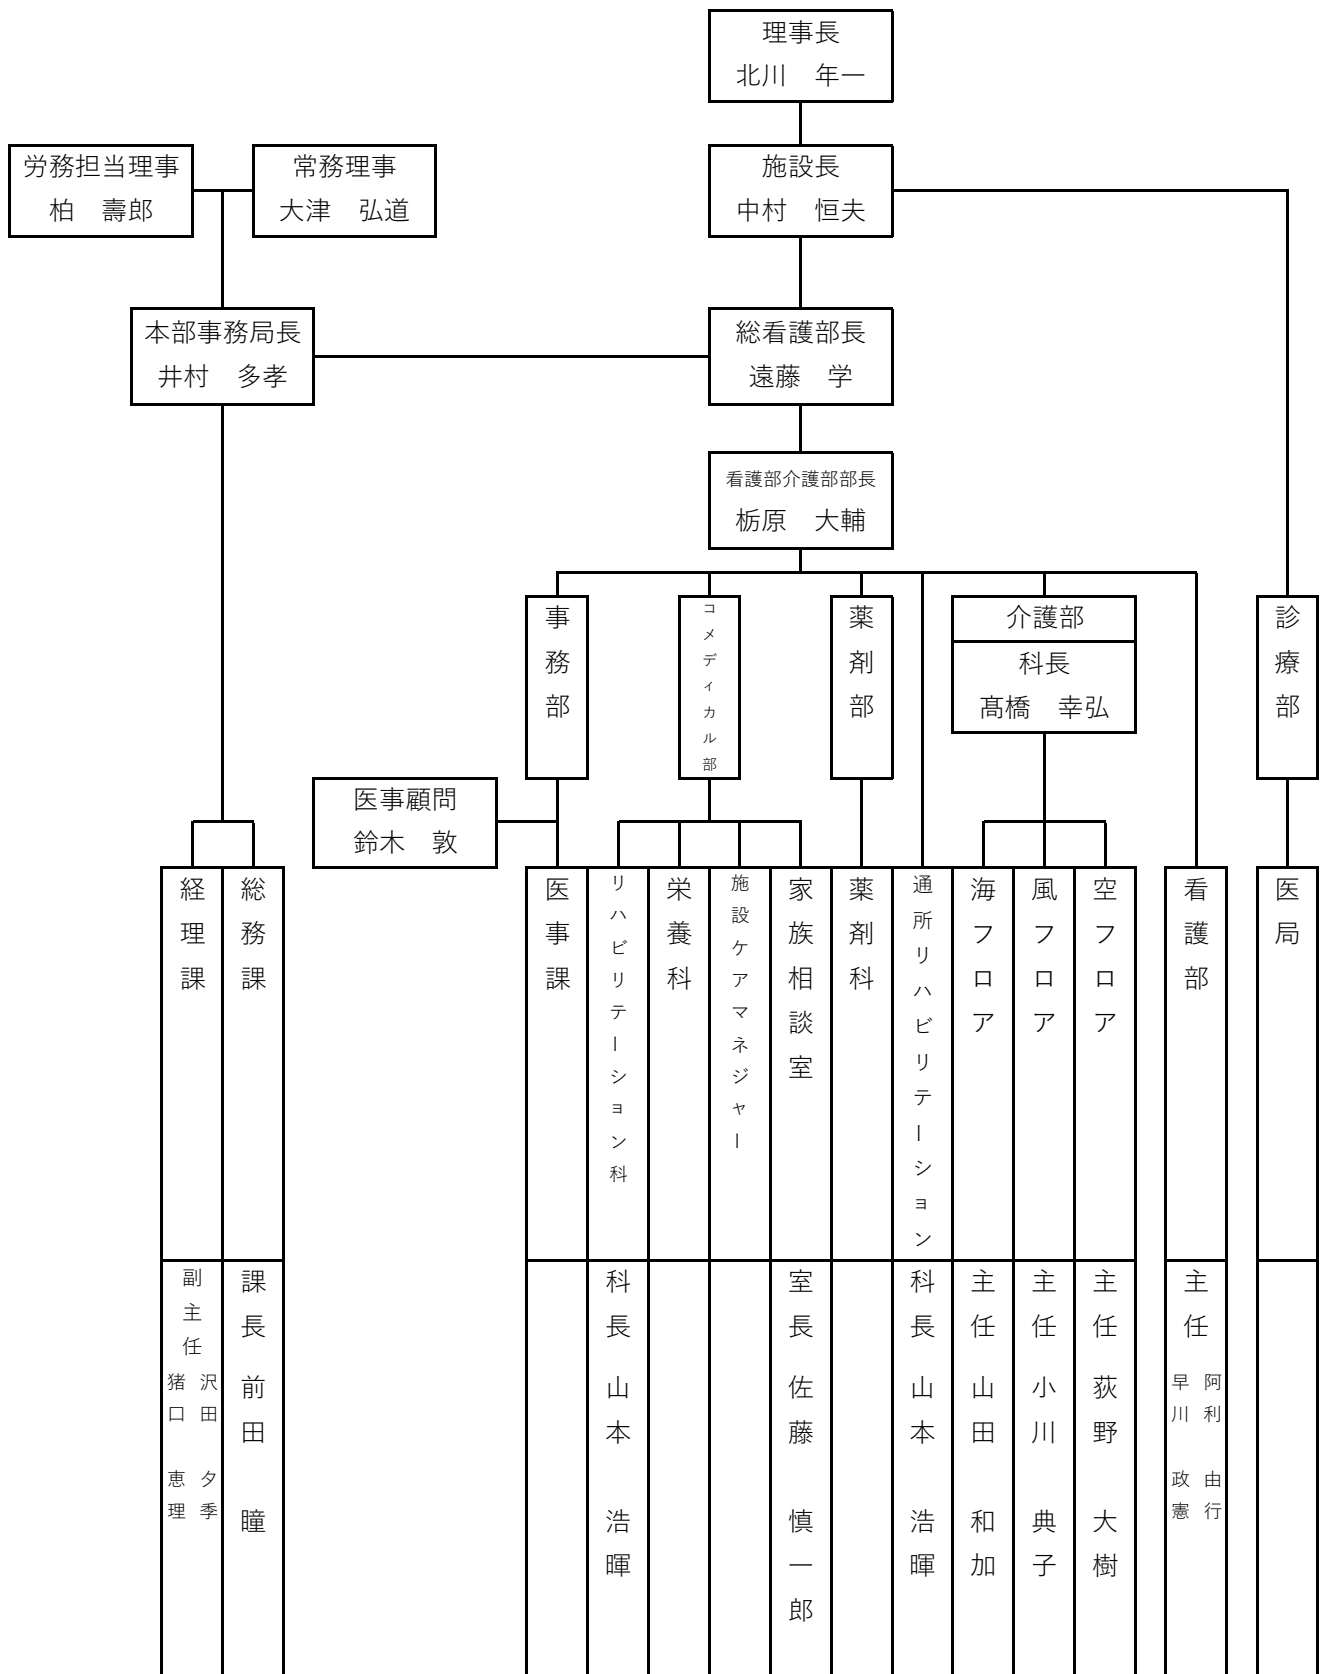 理事長
北川　年一
労務担当理事
柏　壽郎
常務理事
大津　弘道
施設長
中村　恒夫
本部事務局長
井村　多孝
総看護部長
遠藤　学
看護部介護部部長
栃原　大輔
事務部
コメディカル部
薬剤部
介護部
科長
髙橋　幸弘
診療部
医事顧問
鈴木　敦
経理課
総務課
医事課
リハビリテーション科
栄養科
施設ケアマネジャー
家族相談室
薬剤科
通所リハビリテーション
海フロア
風フロア
空フロア
看護部
医局
副主任
沢田　夕季
猪口　恵理
課長　前田　瞳
科長　山本　浩暉
室長　佐藤　慎一郎
科長　山本　浩暉
主任　山田　和加
主任　小川　典子
主任　荻野　大樹
主任
阿利　由行
早川　政憲